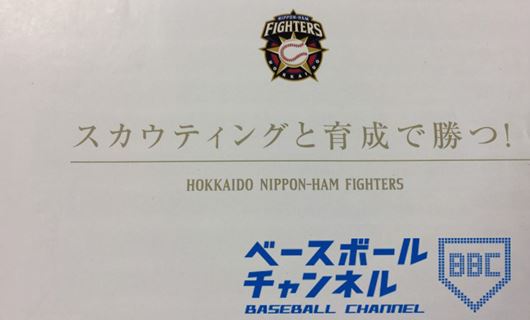 NIPPON-HAM
FIGHTERS
HOKKAIDO
スカウティングと育成で勝つ!
HOKKAIDO NIPPON-HAM FIGHTERS
ベースボール
チャンネル
BBC
BASEBALL CHANNEL